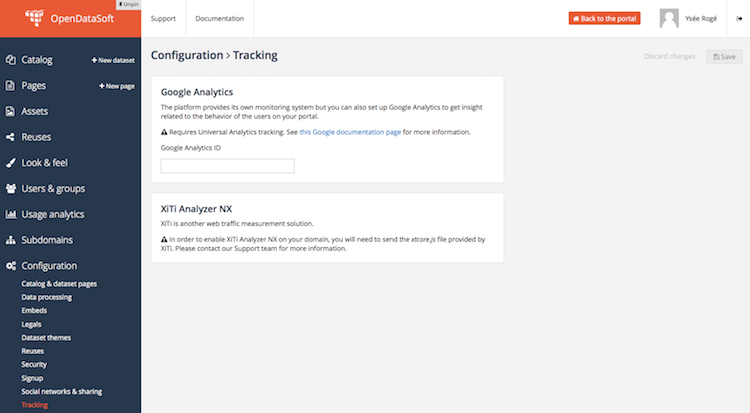 Unpin
OpenDataSoft
Support
Documentation
Back to the portal
Ysée Rogé
Catalog
+ New dataset
Pages
+ New page
Assets
Reuses
Look & feel
Users & groups
Usage analytics
Subdomains
Configuration
Catalog & dataset pages
Data processing
Embeds
Legals
Dataset themes
Reuses
Security
Signup
Social networks & sharing
Tracking
Configuration > Tracking
Discard changes
Save
Google Analytics
The platform provides its own monitoring system but you can also set up Google Analytics to get insight
related to the behavior of the users on your portal.
Requires Universal Analytics tracking. See this Google documentation page for more information.
Google Analytics ID
XiTi Analyzer NX
XiTi is another web traffic measurement solution.
In order to enable XiTi Analyzer NX on your domain, you will need to send the xtcore.js file provided by
XiTi. Please contact our Support team for more information.